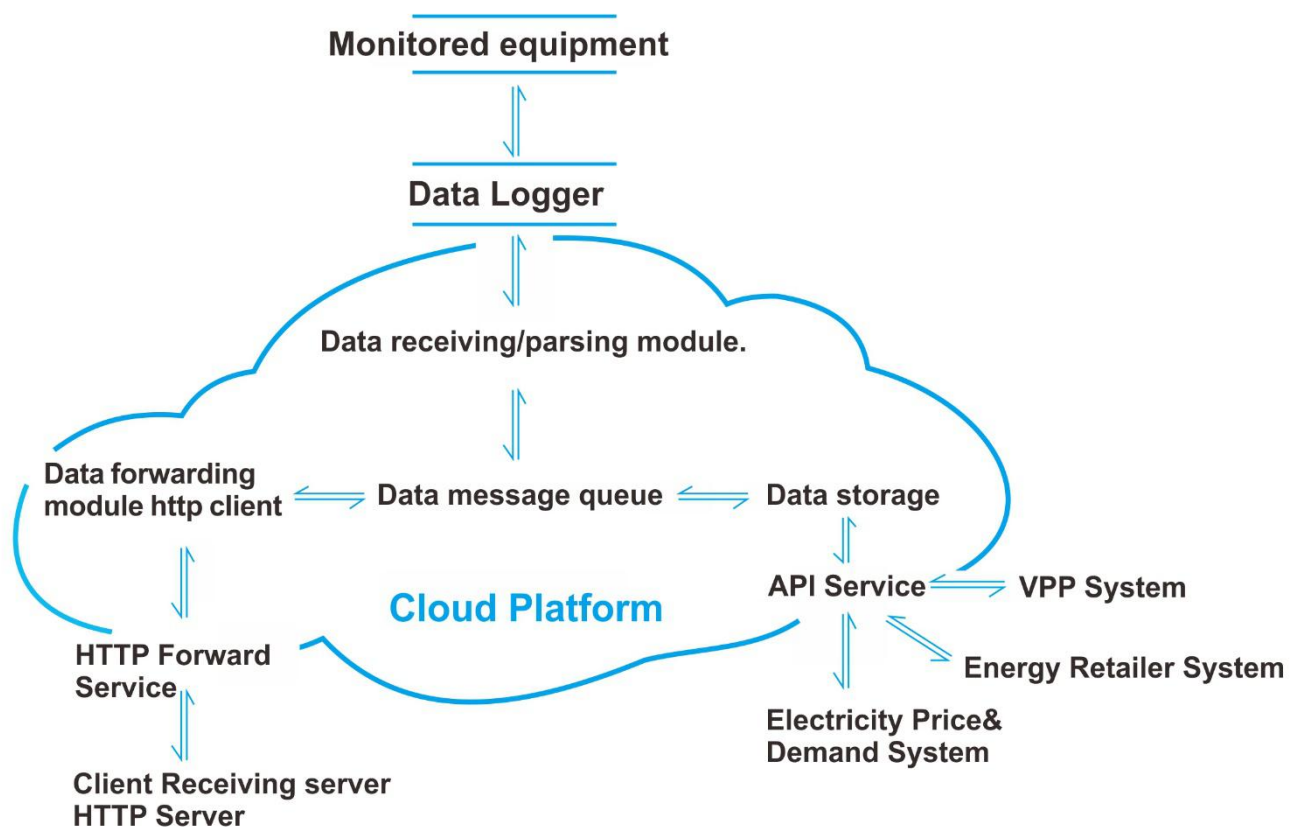 Monitored equipment
Data Logger
Data receiving/parsing module.
Data forwarding
module http client
Data message queue
Data storage
API Service
VPP System
Cloud Platform
HTTP Forward
Service
Energy Retailer System
Electricity Price&
Demand System
Client Receiving server
HTTP Server